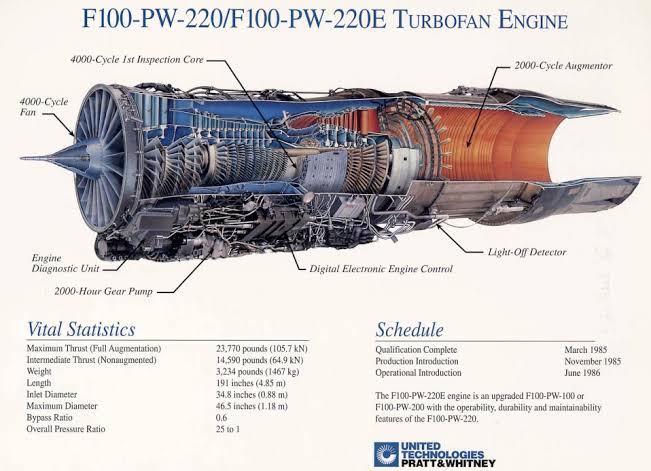 F100-PW-220/F100-PW-220E TURBOFAN ENGINE
4000-Cycle 1st Inspection Core
2000-Cycle Augmentor
4000-Cycle
Fan
Engine
Diagnostic Unit
2000-Hour Gear Pump
Digital Electronic Engine Control
Light-Off Detector
Vital Statistics
Maximum Thrust (Full Augmentation) 23,770 pounds (105.7 kN)
Intermediate Thrust (Nonaugmented) 14,590 pounds (64.9 kN)
Weight 3,234 pounds (1467 kg)
Length 191 inches (4.85 m)
Inlet Diameter 34.8 inches (0.88 m)
Maximum Diameter 46.5 inches (1.18 m)
Bypass Ratio 0.6
Overall Pressure Ratio 25 to 1
Schedule
Qualification Complete March 1985
Production Introduction November 1985
Operational Introduction June 1986
The F100-PW-220E engine is an upgraded F100-PW-100 or
F100-PW-200 with the operability, durability and maintainability
features of the F100-PW-220.
UNITED
TECHNOLOGIES
PRATT&WHITNEY